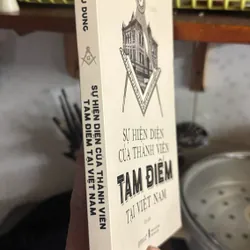 DUNG
SỰ HIỆN DIỆN CỦA THÀNH VIÊN
TAM ĐIỂM TẠI VIỆT NAM
SỰ HIỆN DIỆN
CỦA THÀNH VIÊN
TAM ĐIỂM
TẠI VIỆT NAM